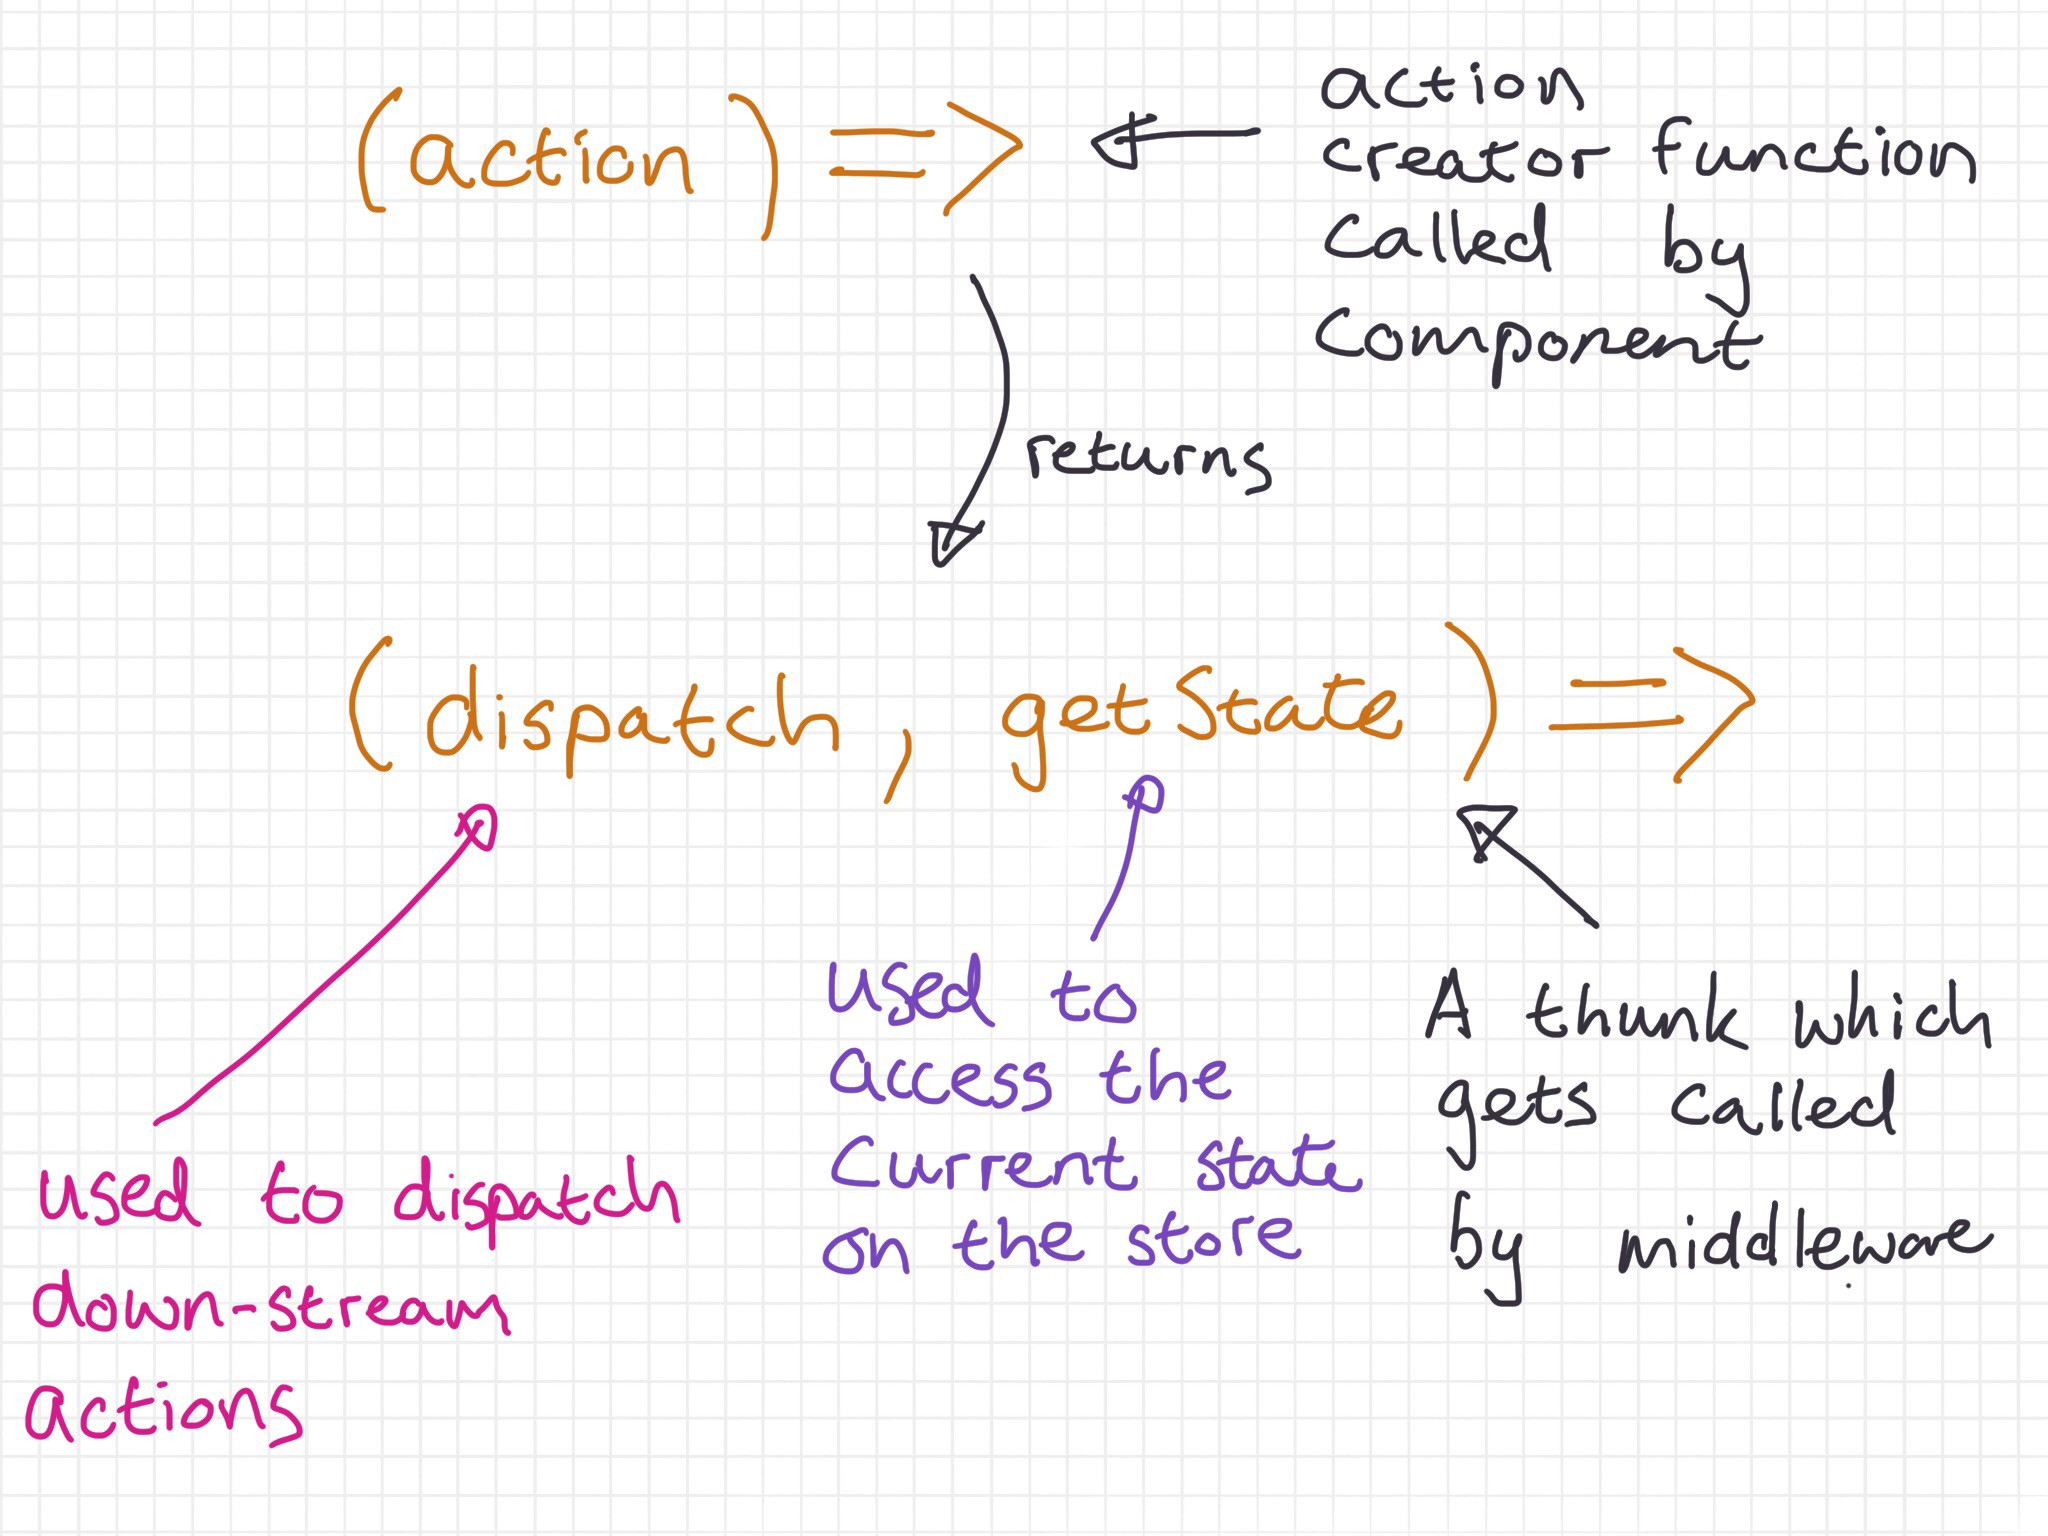 (action) =>
action
creator function
called by
component
returns
(dispatch, getState) =>
used to dispatch
down-stream
actions
used to
access the
current state
on the store
A thunk which
gets called
by middleware